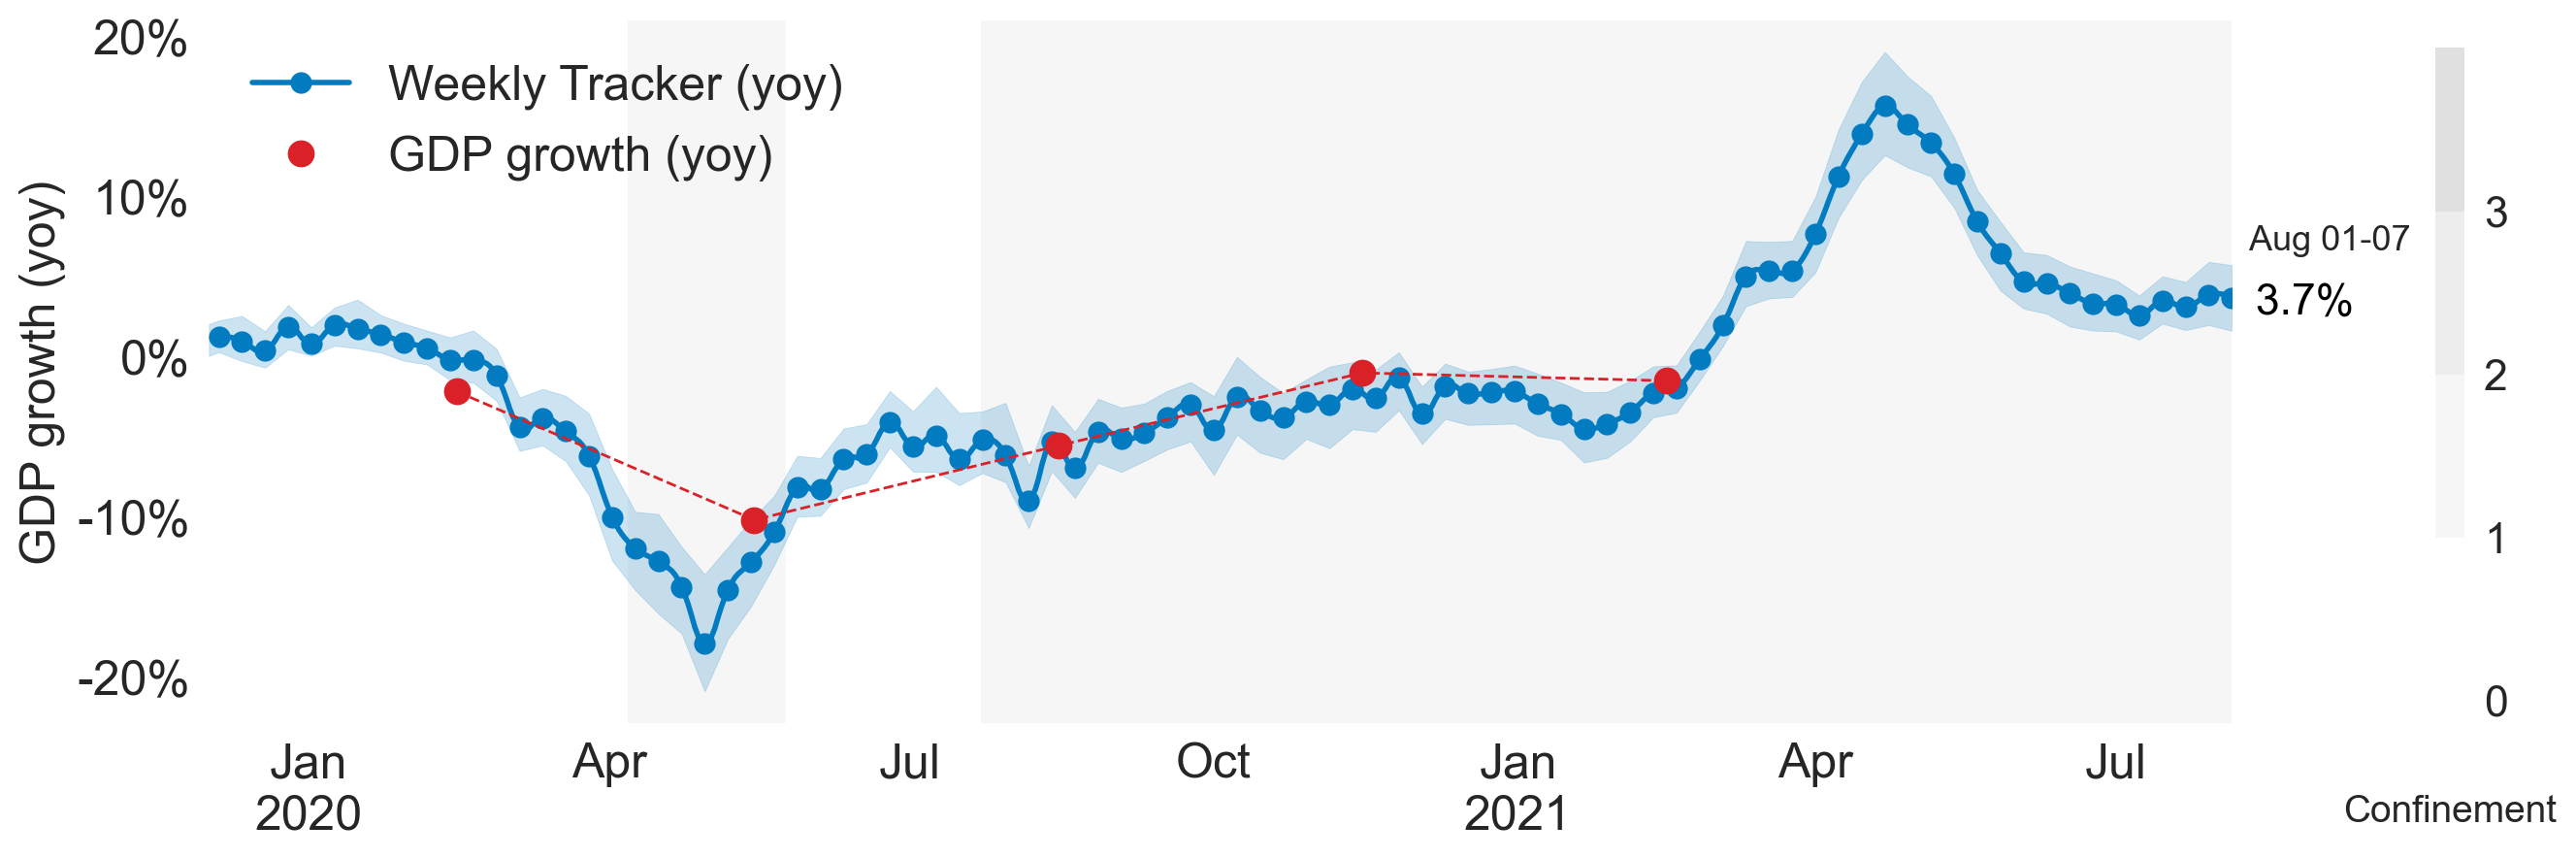 20%
10%
0%
-10%
-20%
GDP growth (yoy)
Weekly Tracker (yoy)
GDP growth (yoy)
Jan
2020
Apr
Jul
Oct
Jan
2021
Apr
Jul
Aug 01-07
3.7%
3
2
1
0
Confinement